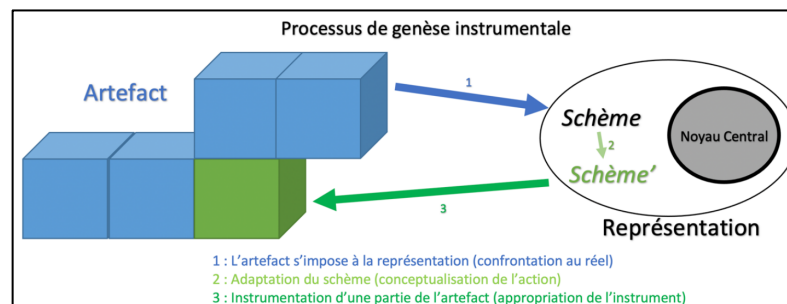 Processus de genèse instrumentale
Artefact
1
Schème
Noyau Central
2
Schème'
3
Représentation
1 : L'artefact s'impose à la représentation (confrontation au réel)
2 : Adaptation du schème (conceptualisation de l'action)
3 : Instrumentation d'une partie de l'artefact (appropriation de l'instrument)